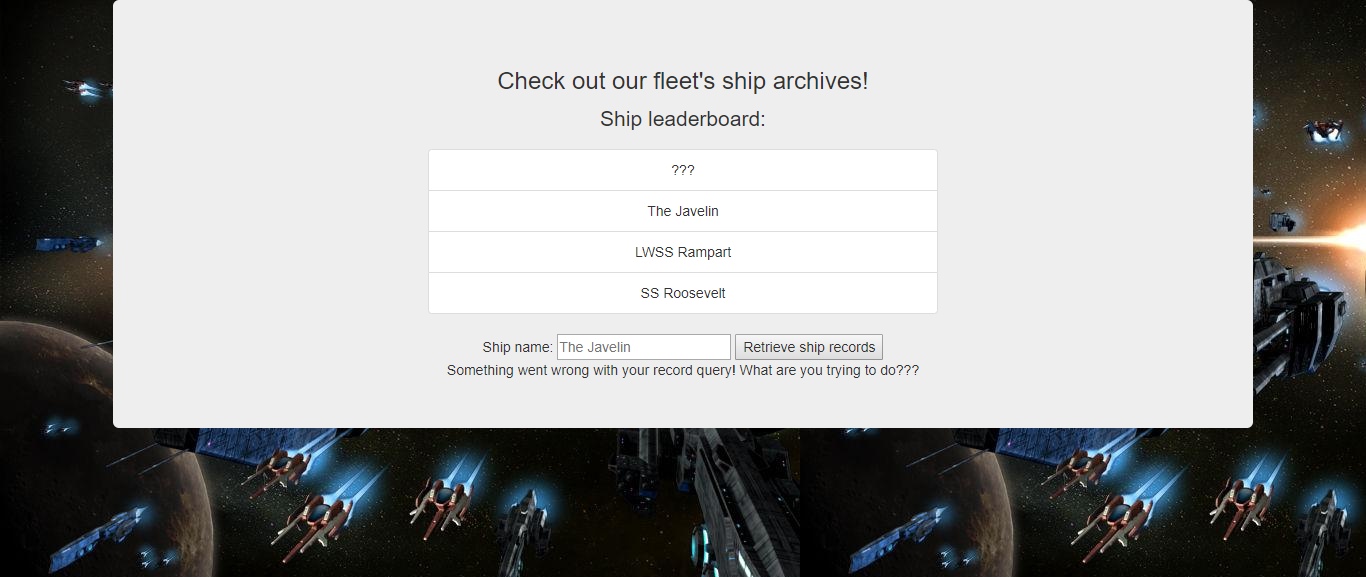 Check out our fleet's ship archives!
Ship leaderboard:
???
The Javelin
LWSS Rampart
SS Roosevelt
Ship name: The Javelin Retrieve ship records
Something went wrong with your record query! What are you trying to do???